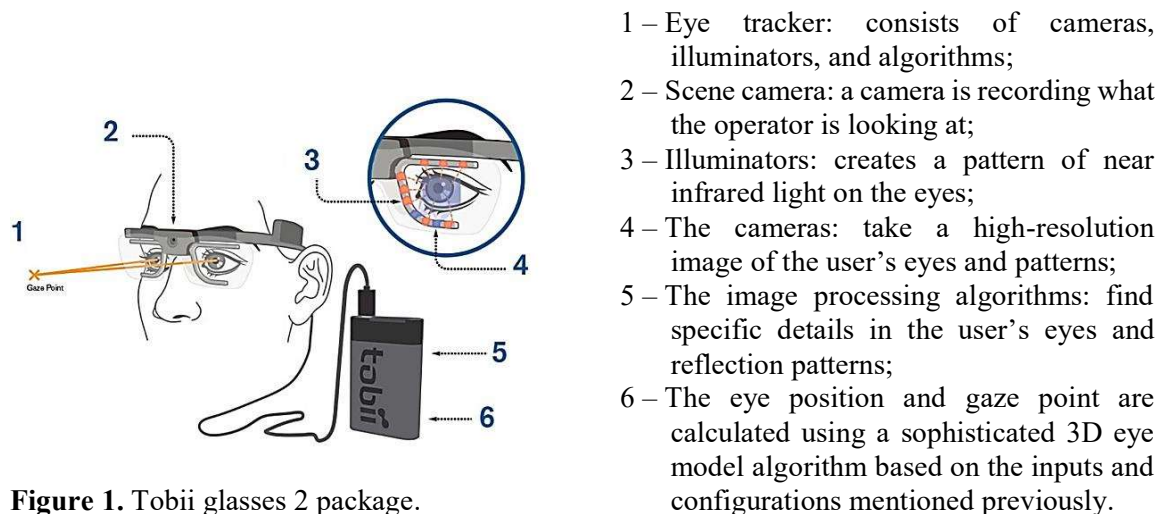 2
3
1
4
Gaze Point
5
tobii
6
Figure 1. Tobii glasses 2 package.
1 – Eye tracker: consists of cameras,
illuminators, and algorithms;
2 – Scene camera: a camera is recording what
the operator is looking at;
3 – Illuminators: creates a pattern of near
infrared light on the eyes;
4 – The cameras: take a high-resolution
image of the user’s eyes and patterns;
5 – The image processing algorithms: find
specific details in the user’s eyes and
reflection patterns;
6 – The eye position and gaze point are
calculated using a sophisticated 3D eye
model algorithm based on the inputs and
configurations mentioned previously.